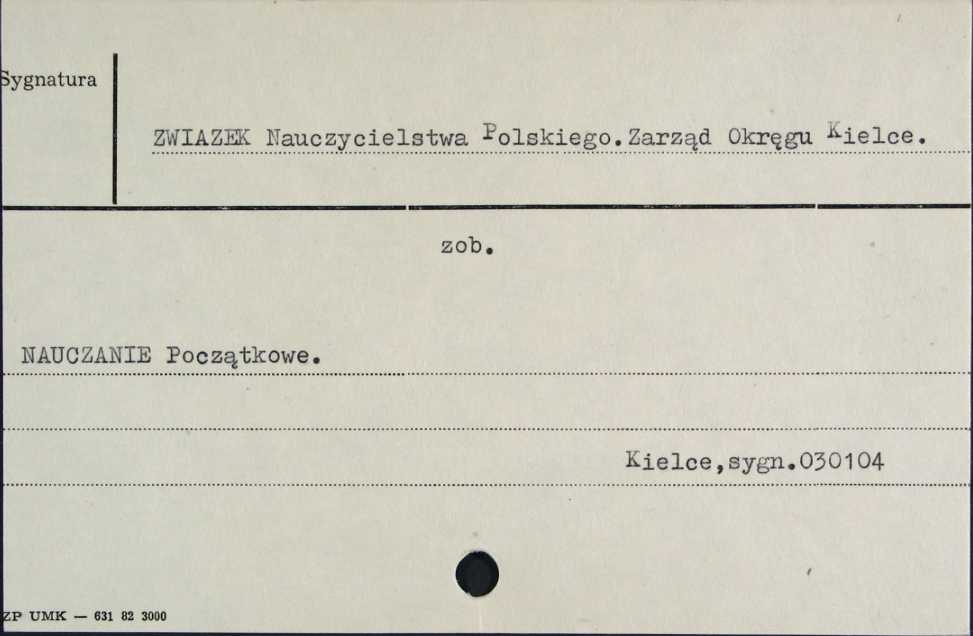 Sygnatura
ZWIAZEK Nauczycielstwa Polskiego.Zarząd Okręgu Kielce.
zob.
NAUCZANIE Początkowe.
Kielce,sygn.030104
ZP UMK — 631 82 3000